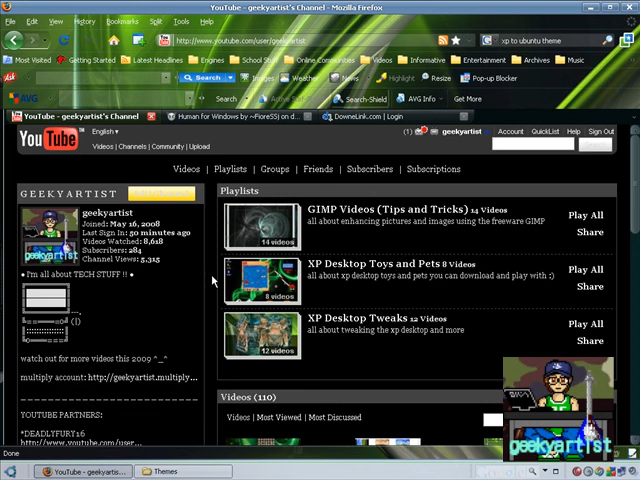 YouTube - geekyartist's Channel - Mozilla Firefox
Edit View History Bookmarks Split Tools Help
http://www.youtube.com/user/geekyartist
xp to ubuntu theme
Most Visited Getting Started Latest Headlines Engines School Stuff Online Communities Videos Informative Entertainment Archives Music
Ask Search Images Weather News Highlight Resize Pop-up Blocker
AVG Search Search-Shield AVG Info Get More
YouTube - geekyartist's Channel Human for Windows by ~FioreSS) on d... DowneLink.com | Login
YouTube English
Videos | Channels | Community | Upload
(1) geekyartist Account QuickList Help Sign Out
Videos | Playlists | Groups | Friends | Subscribers | Subscriptions
GEEKYARTIST
geekyartist
Joined: May 16, 2008
Last Sign In: 50 minutes ago
Videos Watched: 8,618
Subscribers: 284
Channel Views: 5,315
geekyartist
● I'm all about TECH STUFF !! ●
watch out for more videos this 2009 ^_^
multiply account: http://geekyartist.multiply...
YOUTUBE PARTNERS:
*DEADLYFURY16
http://www.youtube.com/user...
Playlists
14 videos
GIMP Videos (Tips and Tricks) 14 Videos
all about enhancing pictures and images using the freeware GIMP
Play All
Share
8 videos
XP Desktop Toys and Pets 8 Videos
all about xp desktop toys and pets you can download and play with :)
Play All
Share
12 videos
XP Desktop Tweaks 12 Videos
all about tweaking the xp desktop and more
Play All
Share
Videos (110)
Videos | Most Viewed | Most Discussed
geekyartist
Done
YouTube - geekyartis... Themes